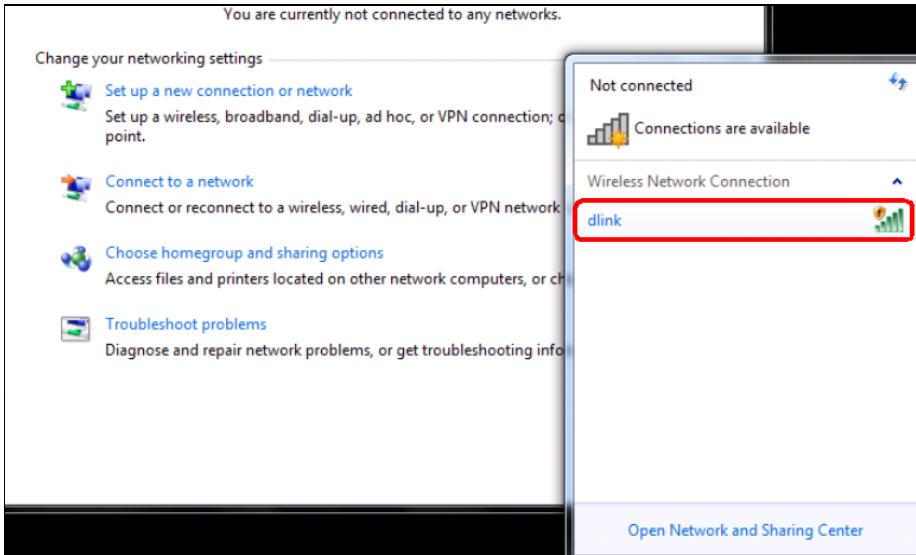 You are currently not connected to any networks.
Change your networking settings
Set up a new connection or network
Set up a wireless, broadband, dial-up, ad hoc, or VPN connection;
point.
Connect to a network
Connect or reconnect to a wireless, wired, dial-up, or VPN network
Choose homegroup and sharing options
Access files and printers located on other network computers, or
Troubleshoot problems
Diagnose and repair network problems, or get troubleshooting
Not connected
Connections are available
Wireless Network Connection
dlink
Open Network and Sharing Center